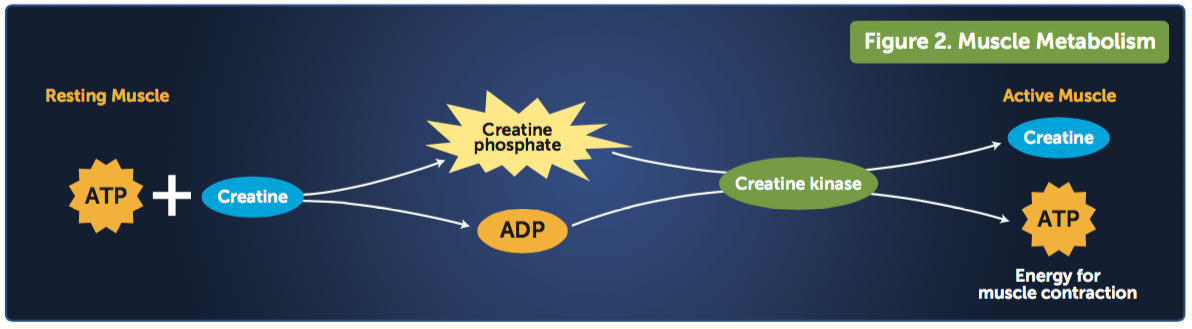 Figure 2. Muscle Metabolism
Resting Muscle
Active Muscle
Creatine
phosphate
Creatine
ATP
+
Creatine
Creatine kinase
ADP
ATP
Energy for
muscle contraction